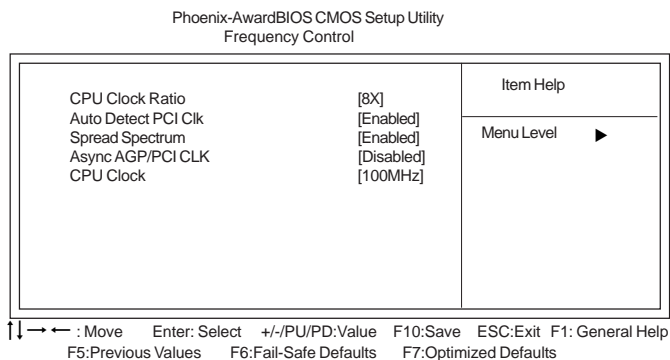 Phoenix-AwardBIOS CMOS Setup Utility
Frequency Control
CPU Clock Ratio [8X]
Auto Detect PCI Clk [Enabled]
Spread Spectrum [Enabled]
Async AGP/PCI CLK [Disabled]
CPU Clock [100MHz]
Item Help
Menu Level ▶
↑↓→← : Move Enter: Select +/-/PU/PD:Value F10:Save ESC:Exit F1: General Help
F5:Previous Values F6:Fail-Safe Defaults F7:Optimized Defaults